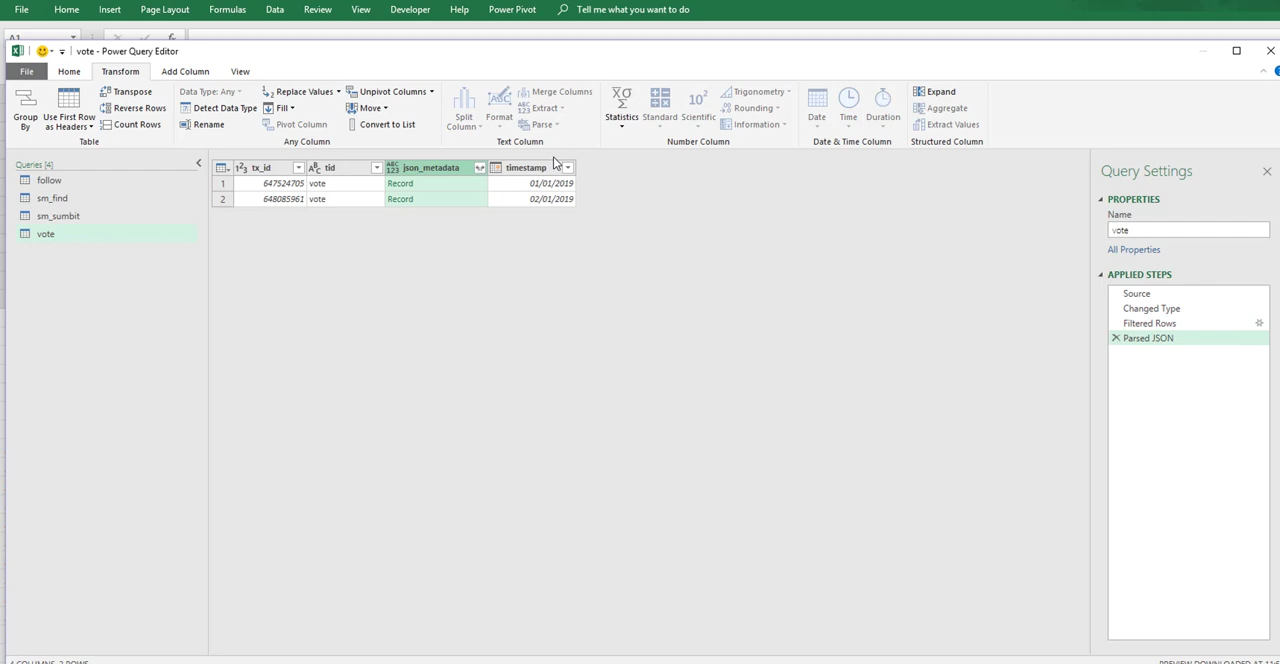 File Home Insert Page Layout Formulas Data Review View Developer Help Power Pivot Tell me what you want to do
vote - Power Query Editor
File Home Transform Add Column View
Group By
Use First Row as Headers
Transpose
Reverse Rows
Count Rows
Table
Data Type: Any
Detect Data Type
Rename
Replace Values
Fill
Pivot Column
Unpivot Columns
Move
Convert to List
Any Column
Split Column
Format
Merge Columns
Extract
Parse
Text Column
Statistics
Standard
Scientific
10²
Trigonometry
Rounding
Information
Number Column
Date
Time
Duration
Date & Time Column
Expand
Aggregate
Extract Values
Structured Column
Queries [4]
follow
sm_find
sm_sumbit
vote
1²3 tx_id ABC tid ABC 123 json_metadata timestamp
1 647524705 vote Record 01/01/2019
2 648085961 vote Record 02/01/2019
Query Settings
PROPERTIES
Name
vote
All Properties
APPLIED STEPS
Source
Changed Type
Filtered Rows
Parsed JSON